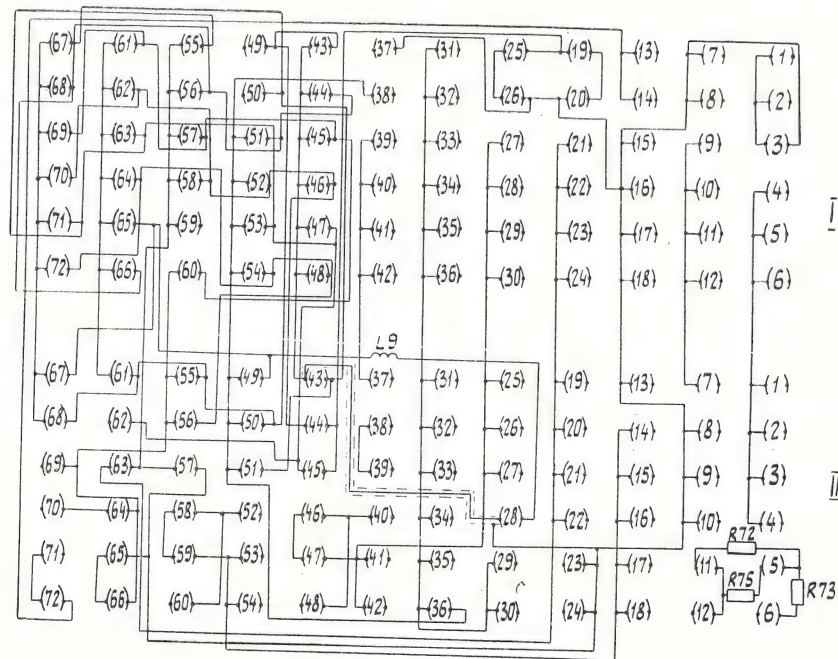 (67) (61) (55) (49) (43) (37) (31) (25) (19) (13) (7) (1)
(68) (62) (56) (50) (44) (38) (32) (26) (20) (14) (8) (2)
(69) (63) (57) (51) (45) (39) (33) (27) (21) (15) (9) (3)
(70) (64) (58) (52) (46) (40) (34) (28) (22) (16) (10) (4)
(71) (65) (59) (53) (47) (41) (35) (29) (23) (17) (11) (5)
I
(72) (66) (60) (54) (48) (42) (36) (30) (24) (18) (12) (6)
L9
(67) (61) (55) (49) (43) (37) (31) (25) (19) (13) (7) (1)
(68) (62) (56) (50) (44) (38) (32) (26) (20) (14) (8) (2)
(69) (63) (57) (51) (45) (39) (33) (27) (21) (15) (9) (3)
II
(70) (64) (58) (52) (46) (40) (34) (28) (22) (16) (10) (4)
R72
(71) (65) (59) (53) (47) (41) (35) (29) (23) (17) (11) (5)
R75 R73
(72) (66) (60) (54) (48) (42) (36) (30) (24) (18) (12) (6)